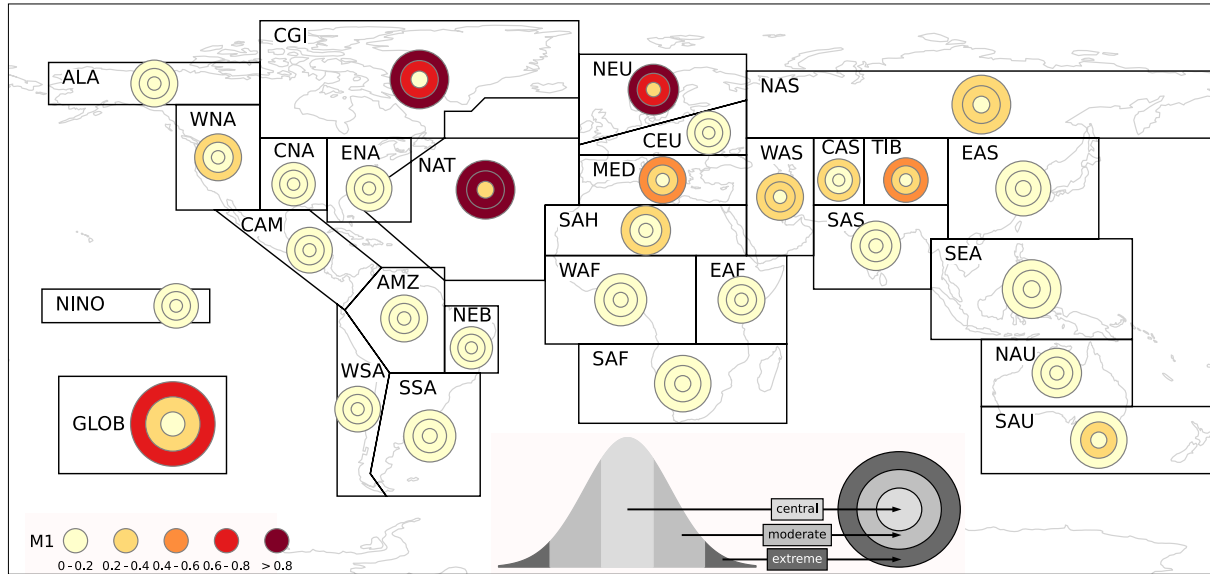 CGI
ALA
NEU
NAS
WNA
CEU
CNA
ENA
NAT
MED
WAS
CAS
TIB
EAS
CAM
SAH
SAS
SEA
WAF
EAF
AMZ
NINO
NEB
NAU
WSA
SSA
SAF
GLOB
SAU
central
moderate
extreme
M1
0 - 0.2
0.2 - 0.4
0.4 - 0.6
0.6 - 0.8
> 0.8